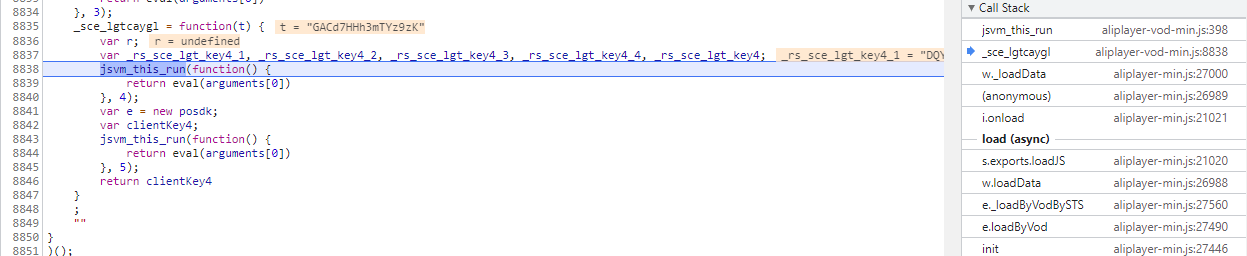 8834 }, 3);
8835 _sce_lgtcaygl = function(t) { t = "GACd7HHh3mTYz9zK"
8836 var r; r = undefined
8837 var _rs_sce_lgt_key4_1, _rs_sce_lgt_key4_2, _rs_sce_lgt_key4_3, _rs_sce_lgt_key4_4, _rs_sce_lgt_key4; _rs_sce_lgt_key4_1 = "DQY
8838 jsvm_this_run(function() {
8839 return eval(arguments[0])
8840 }, 4);
8841 var e = new posdk;
8842 var clientKey4;
8843 jsvm_this_run(function() {
8844 return eval(arguments[0])
8845 }, 5);
8846 return clientKey4
8847 }
8848 ;
8849 ""
8850 }
8851 )();
Call Stack
jsvm_this_run aliplayer-vod-min.js:398
_sce_lgtcaygl aliplayer-vod-min.js:8838
w._loadData aliplayer-min.js:27000
(anonymous) aliplayer-min.js:26989
i.onload aliplayer-min.js:21021
load (async)
s.exports.loadJS aliplayer-min.js:21020
w.loadData aliplayer-min.js:26988
e._loadByVodBySTS aliplayer-min.js:27560
e.loadByVod aliplayer-min.js:27490
init aliplayer-min.js:27446